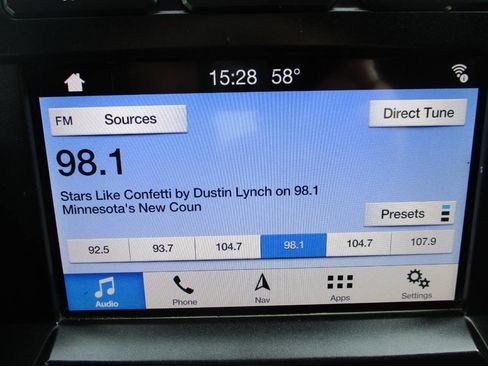 15:28 58°
FM Sources
Direct Tune
98.1
Stars Like Confetti by Dustin Lynch on 98.1
Minnesota's New Coun
Presets
92.5 93.7 104.7 98.1 104.7 107.9
Audio Phone Nav Apps Settings